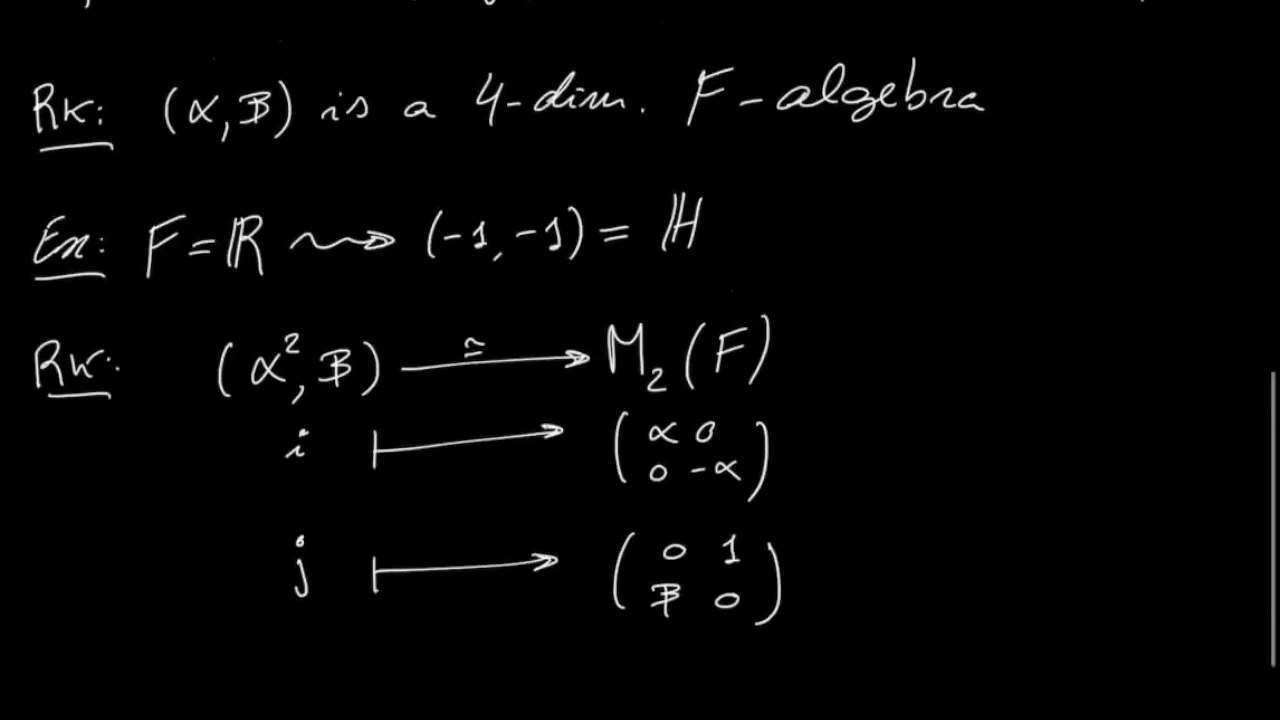 Rk: (α, β) is a 4-dim. F-algebra
Ex: F = ℝ ⇝ (-1, -1) = ℍ
Rk: (α², β) ≅→ M₂(F)
i ↦ (α 0
0 -α)
j ↦ (0 1
β 0)